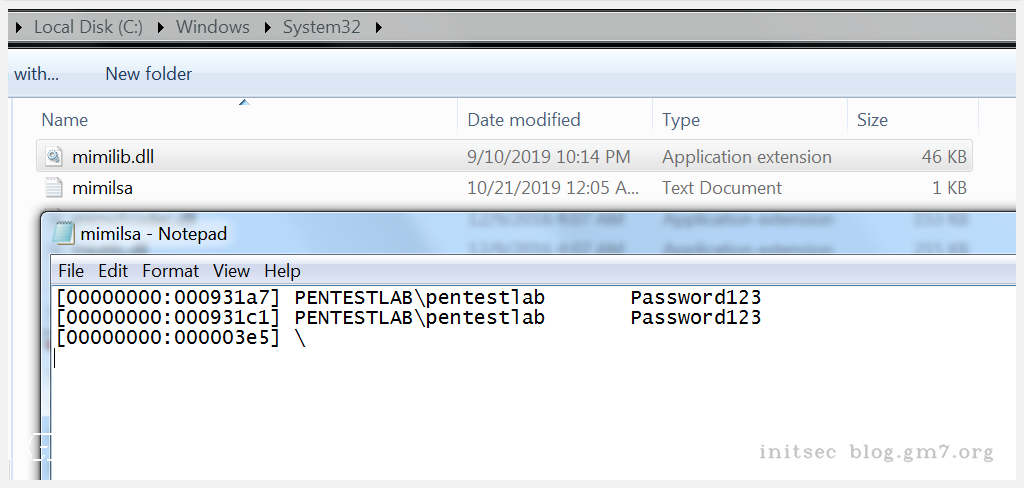 Local Disk (C:) Windows System32
with... New folder
Name Date modified Type Size
mimilib.dll 9/10/2019 10:14 PM Application extension 46 KB
mimilsa 10/21/2019 12:05 A... Text Document 1 KB
mimilsa - Notepad
File Edit Format View Help
[00000000:000931a7] PENTESTLAB\pentestlab Password123
[00000000:000931c1] PENTESTLAB\pentestlab Password123
[00000000:000003e5] \
initsec blog.gm7.org